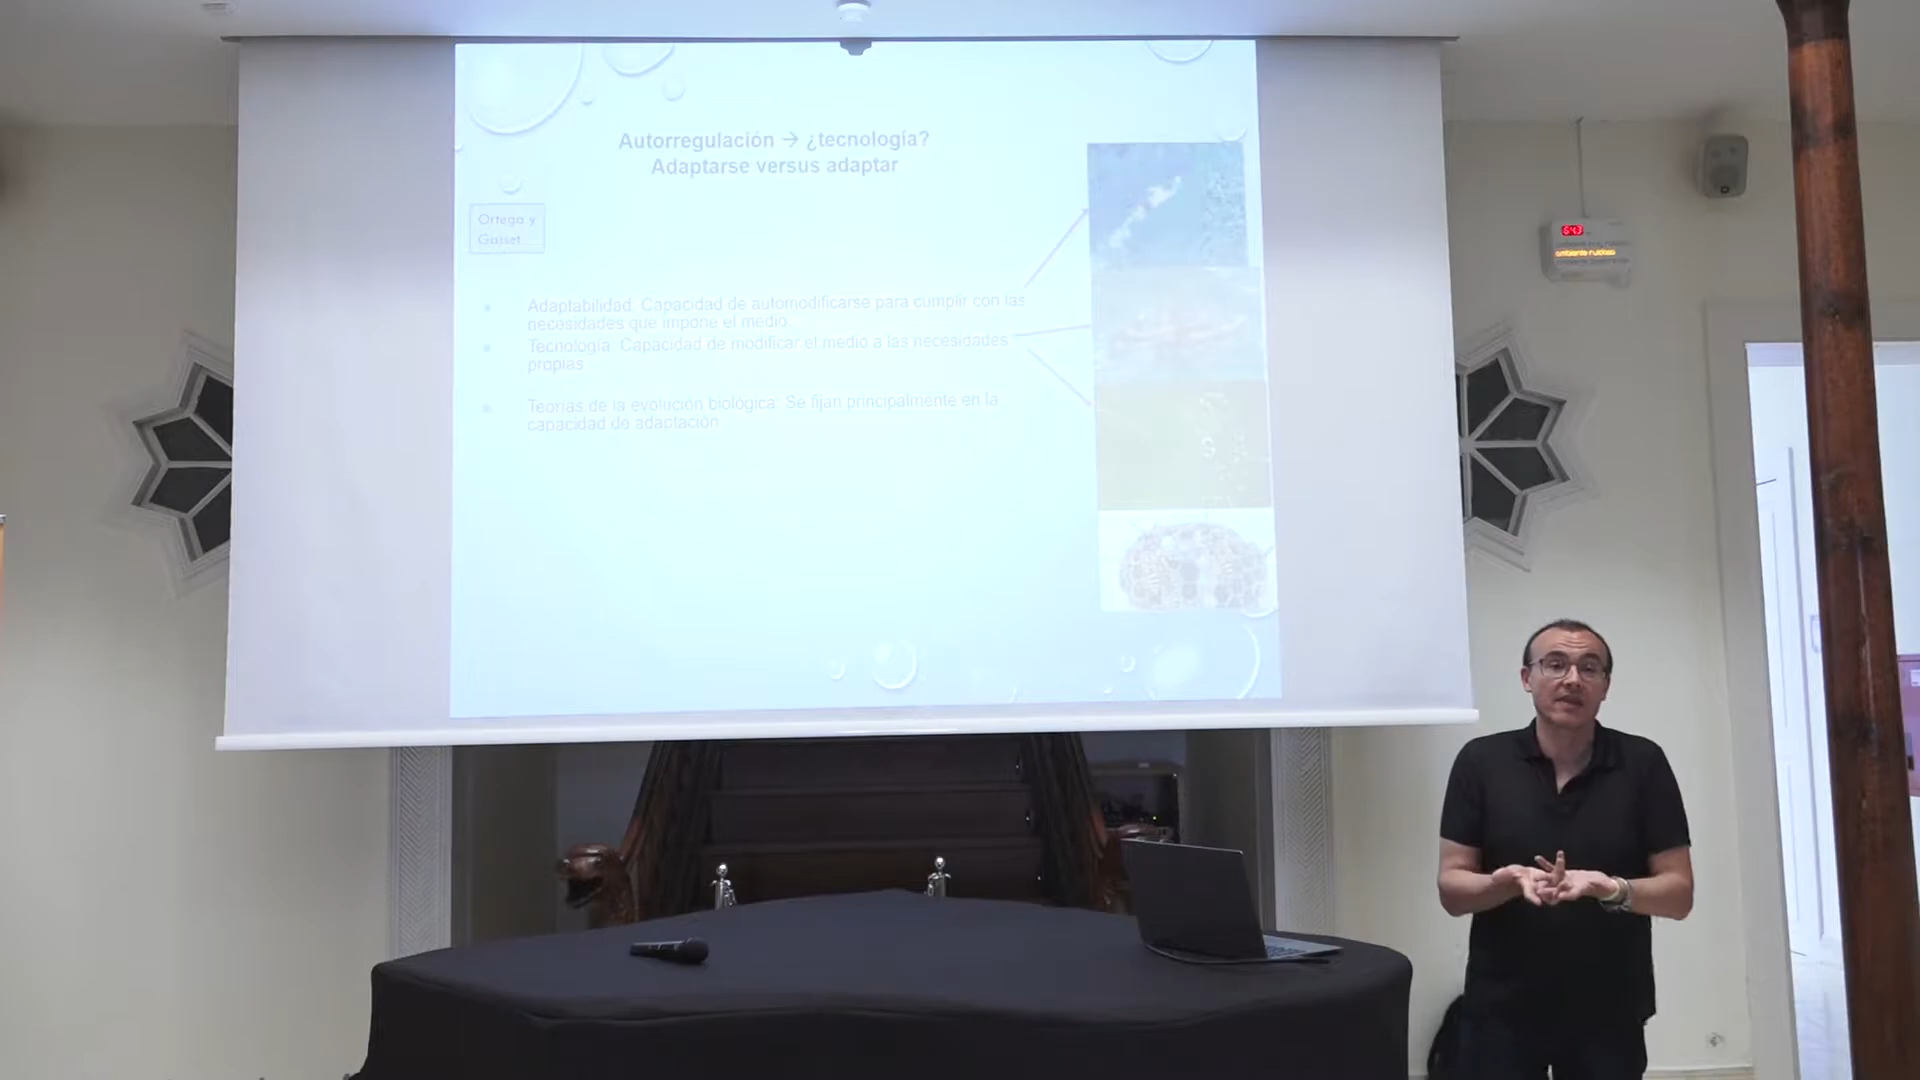 Autorregulación → ¿tecnología?
Adaptarse versus adaptar
Ortega y
Gasset
Adaptabilidad: Capacidad de automodificarse para cumplir con las
necesidades que impone el medio.
Tecnología: Capacidad de modificar el medio a las necesidades
propias
Teorías de la evolución biológica: Se fijan principalmente en la
capacidad de adaptación
ambiente ruidoso